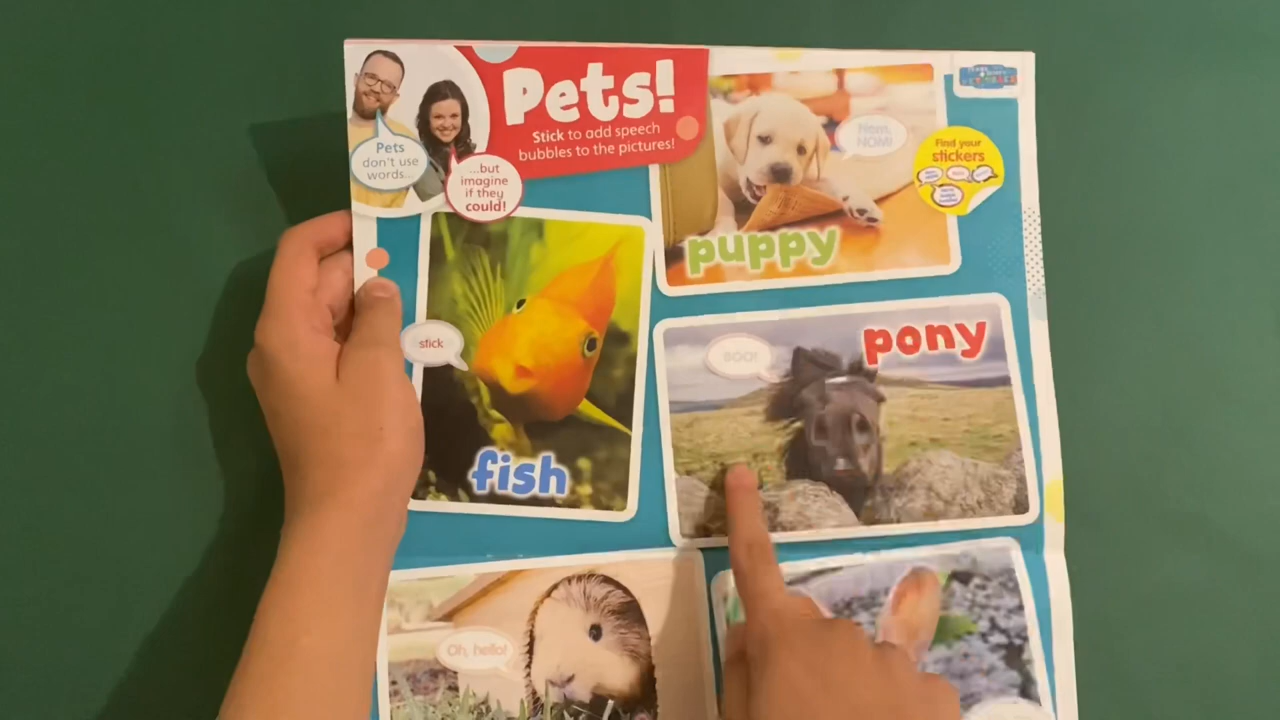 Pets!
Stick to add speech
bubbles to the pictures!
Pets
don't use
words...
...but
imagine
if they
could!
Nom,
NOM!
Find your
stickers
puppy
stick
fish
BOO!
pony
Oh, hello!